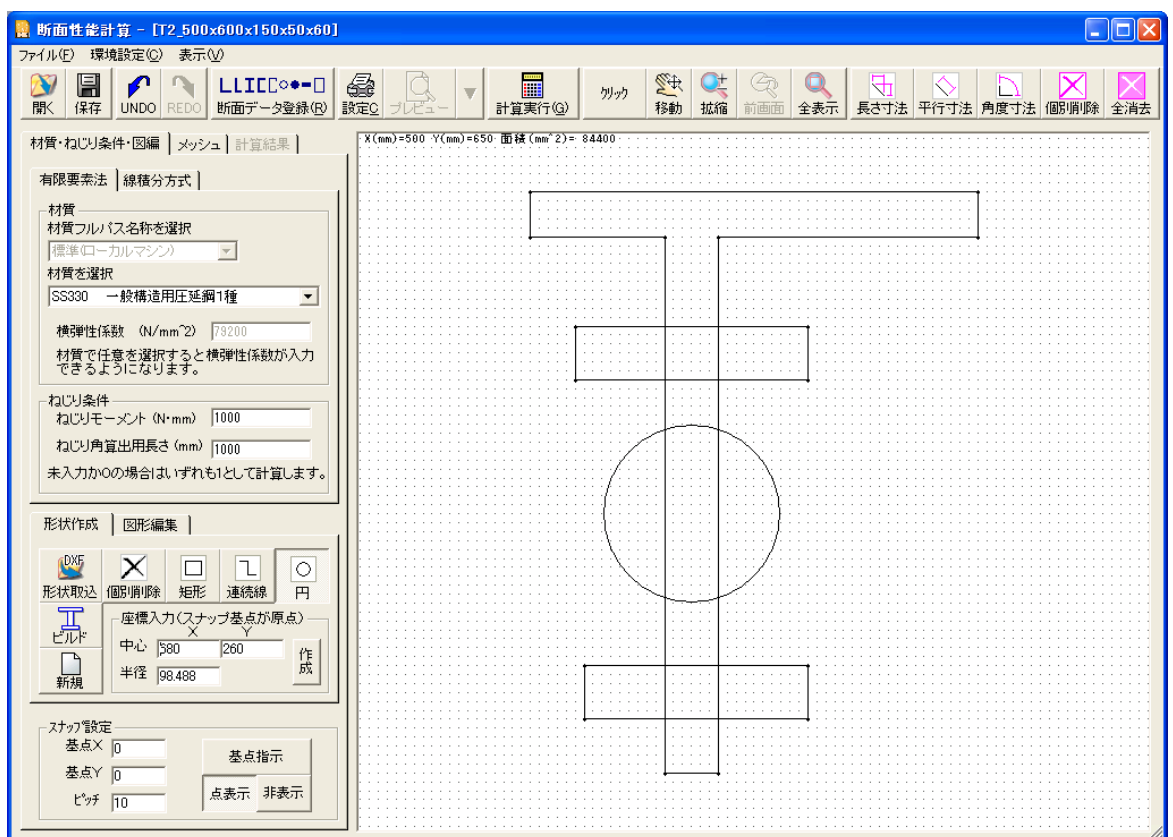 断面性能計算 - [T2_500x600x150x50x60]
ファイル(F) 環境設定(C) 表示(V)
開く 保存 UNDO REDO 断面データ登録(R) 設定C プレビュー 計算実行(G) クリック 移動 拡縮 前画面 全表示 長さ寸法 平行寸法 角度寸法 個別削除 全消去
材質・ねじり条件・図編 メッシュ 計算結果
X(mm)=500 Y(mm)=650 面積(mm^2)= 84400
有限要素法 線積分方式
材質
材質フルパス名称を選択
標準(ローカルマシン)
材質を選択
SS330 一般構造用圧延鋼1種
横弾性係数 (N/mm^2) 79200
材質で任意を選択すると横弾性係数が入力
できるようになります。
ねじり条件
ねじりモーメント (N・mm) 1000
ねじり角算出用長さ(mm) 1000
未入力か0の場合はいずれも1として計算します。
形状作成 図形編集
DXF
形状取込 個別削除 矩形 連続線 円
ビルド
新規
座標入力(スナップ基点が原点)
X Y
中心 580 260
半径 98.488
作成
スナップ設定
基点X 0
基点Y 0
ピッチ 10
基点指示
点表示 非表示